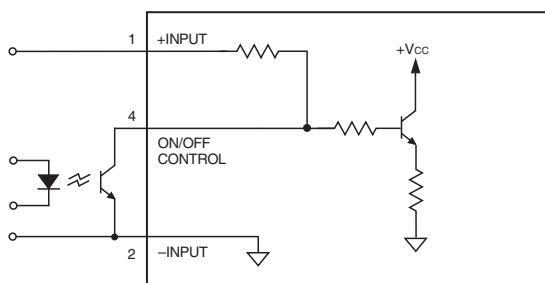 1 +INPUT
+VCC
4
ON/OFF
CONTROL
2 –INPUT